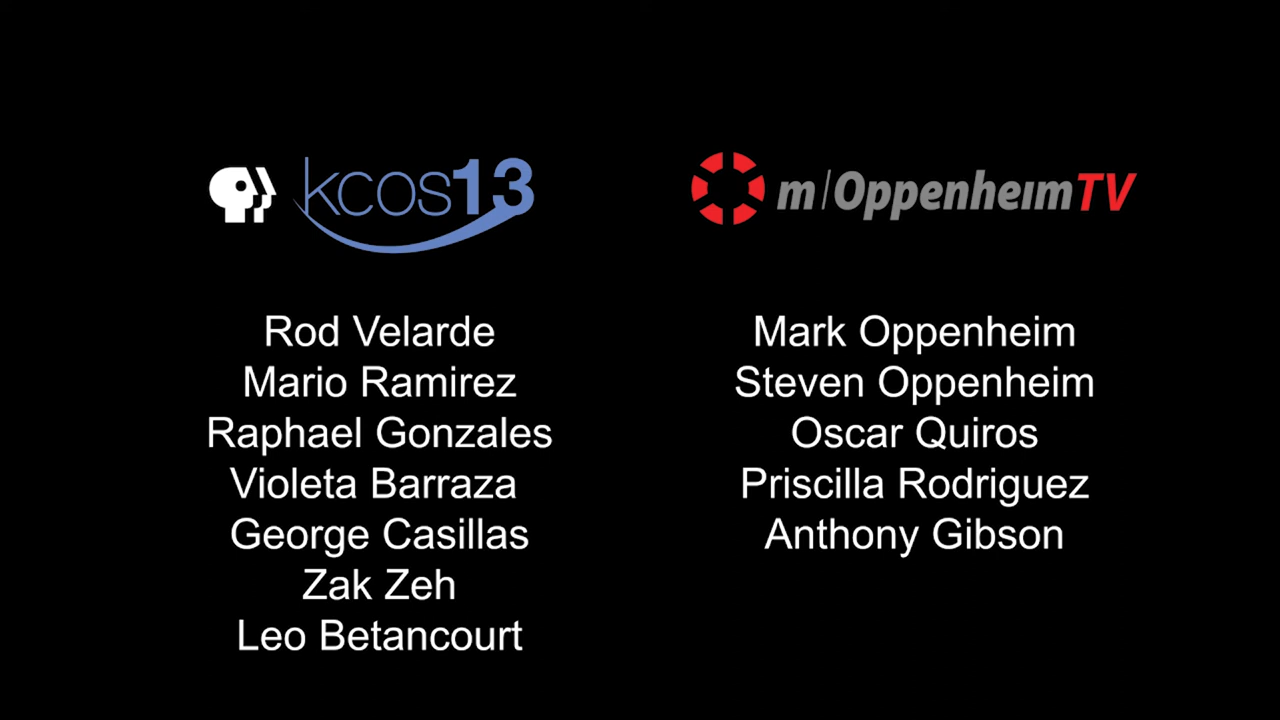 kcos13
Rod Velarde
Mario Ramirez
Raphael Gonzales
Violeta Barraza
George Casillas
Zak Zeh
Leo Betancourt
m/OppenheimTV
Mark Oppenheim
Steven Oppenheim
Oscar Quiros
Priscilla Rodriguez
Anthony Gibson